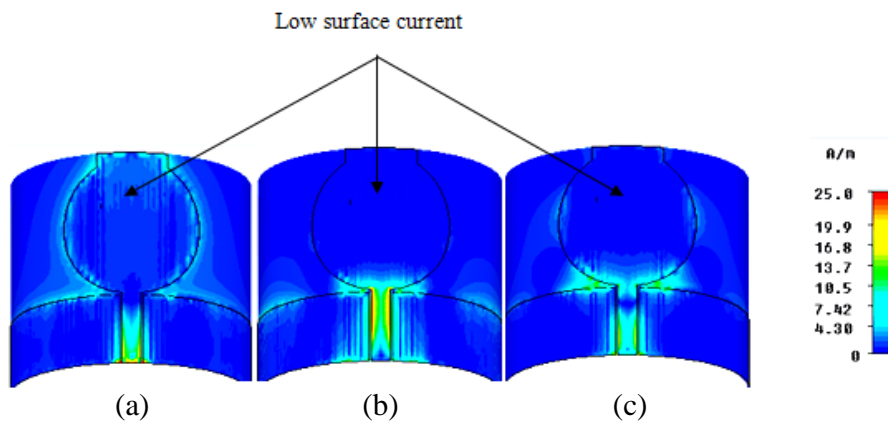 Low surface current
A/m
25.0
19.9
16.8
13.7
10.5
7.42
4.30
0
(a)
(b)
(c)